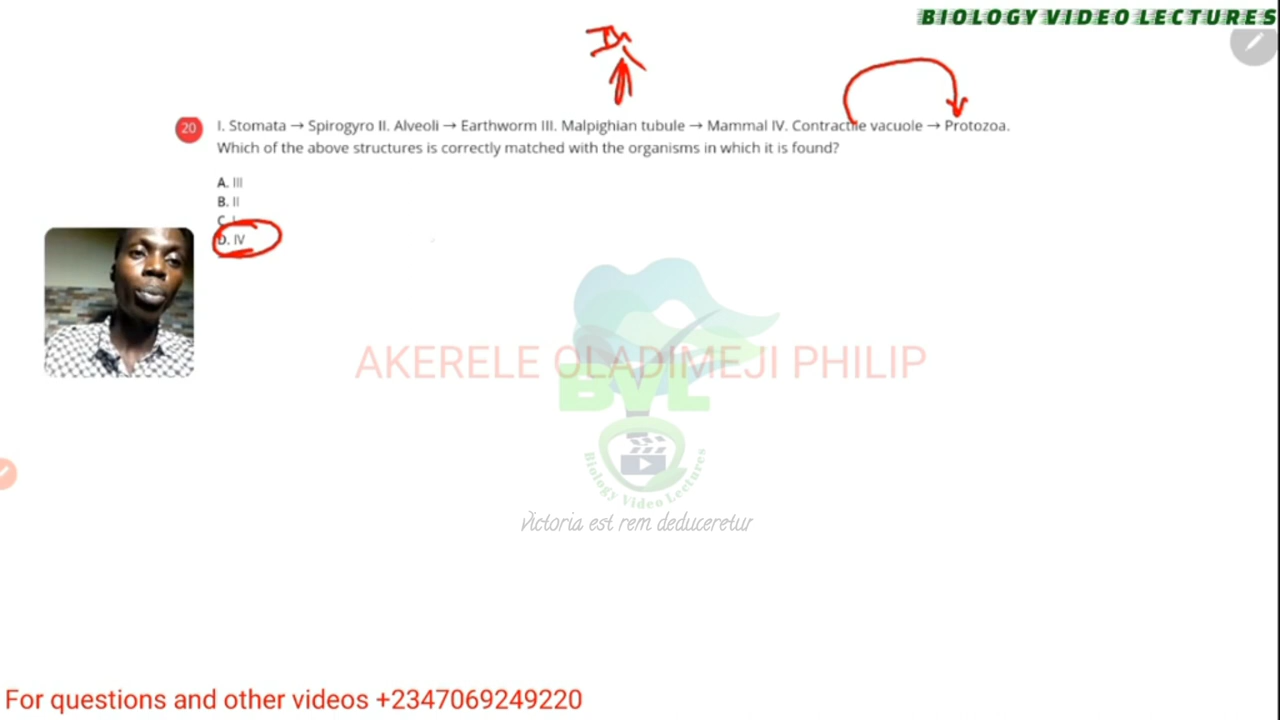 BIOLOGY VIDEO LECTURES
20 I. Stomata → Spirogyro II. Alveoli → Earthworm III. Malpighian tubule → Mammal IV. Contractile vacuole → Protozoa.
Which of the above structures is correctly matched with the organisms in which it is found?
A. III
B. II
C. I
D. IV
AKERELE OLADIMEJI PHILIP
BVL
Biology Video Lectures
Victoria est rem deduceretur
For questions and other videos +2347069249220